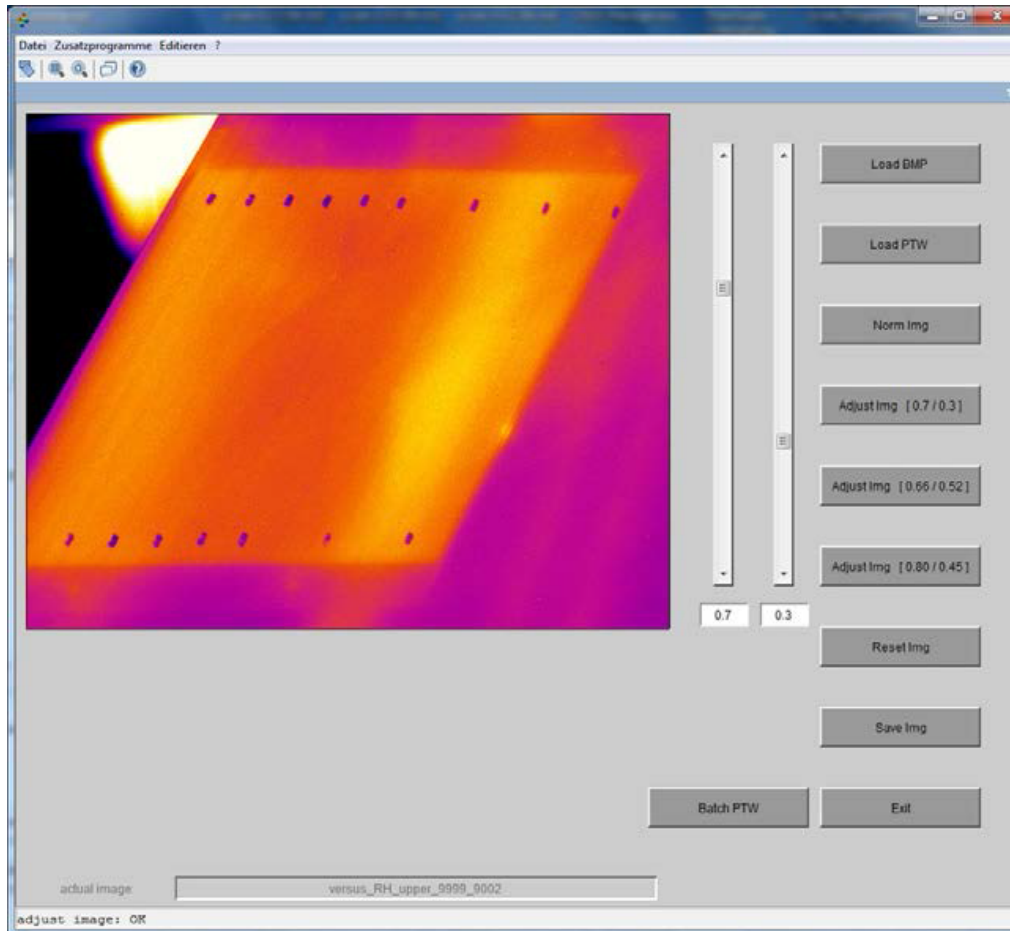 Datei Zusatzprogramme Editieren ?
Load BMP
Load PTW
Norm Img
Adjust Img [ 0.7 / 0.3 ]
Adjust Img [ 0.66 / 0.52 ]
Adjust Img [ 0.80 / 0.45 ]
0.7 0.3
Reset Img
Save Img
Batch PTW Exit
actual image: versus_RH_upper_9999_9002
adjust image: OK